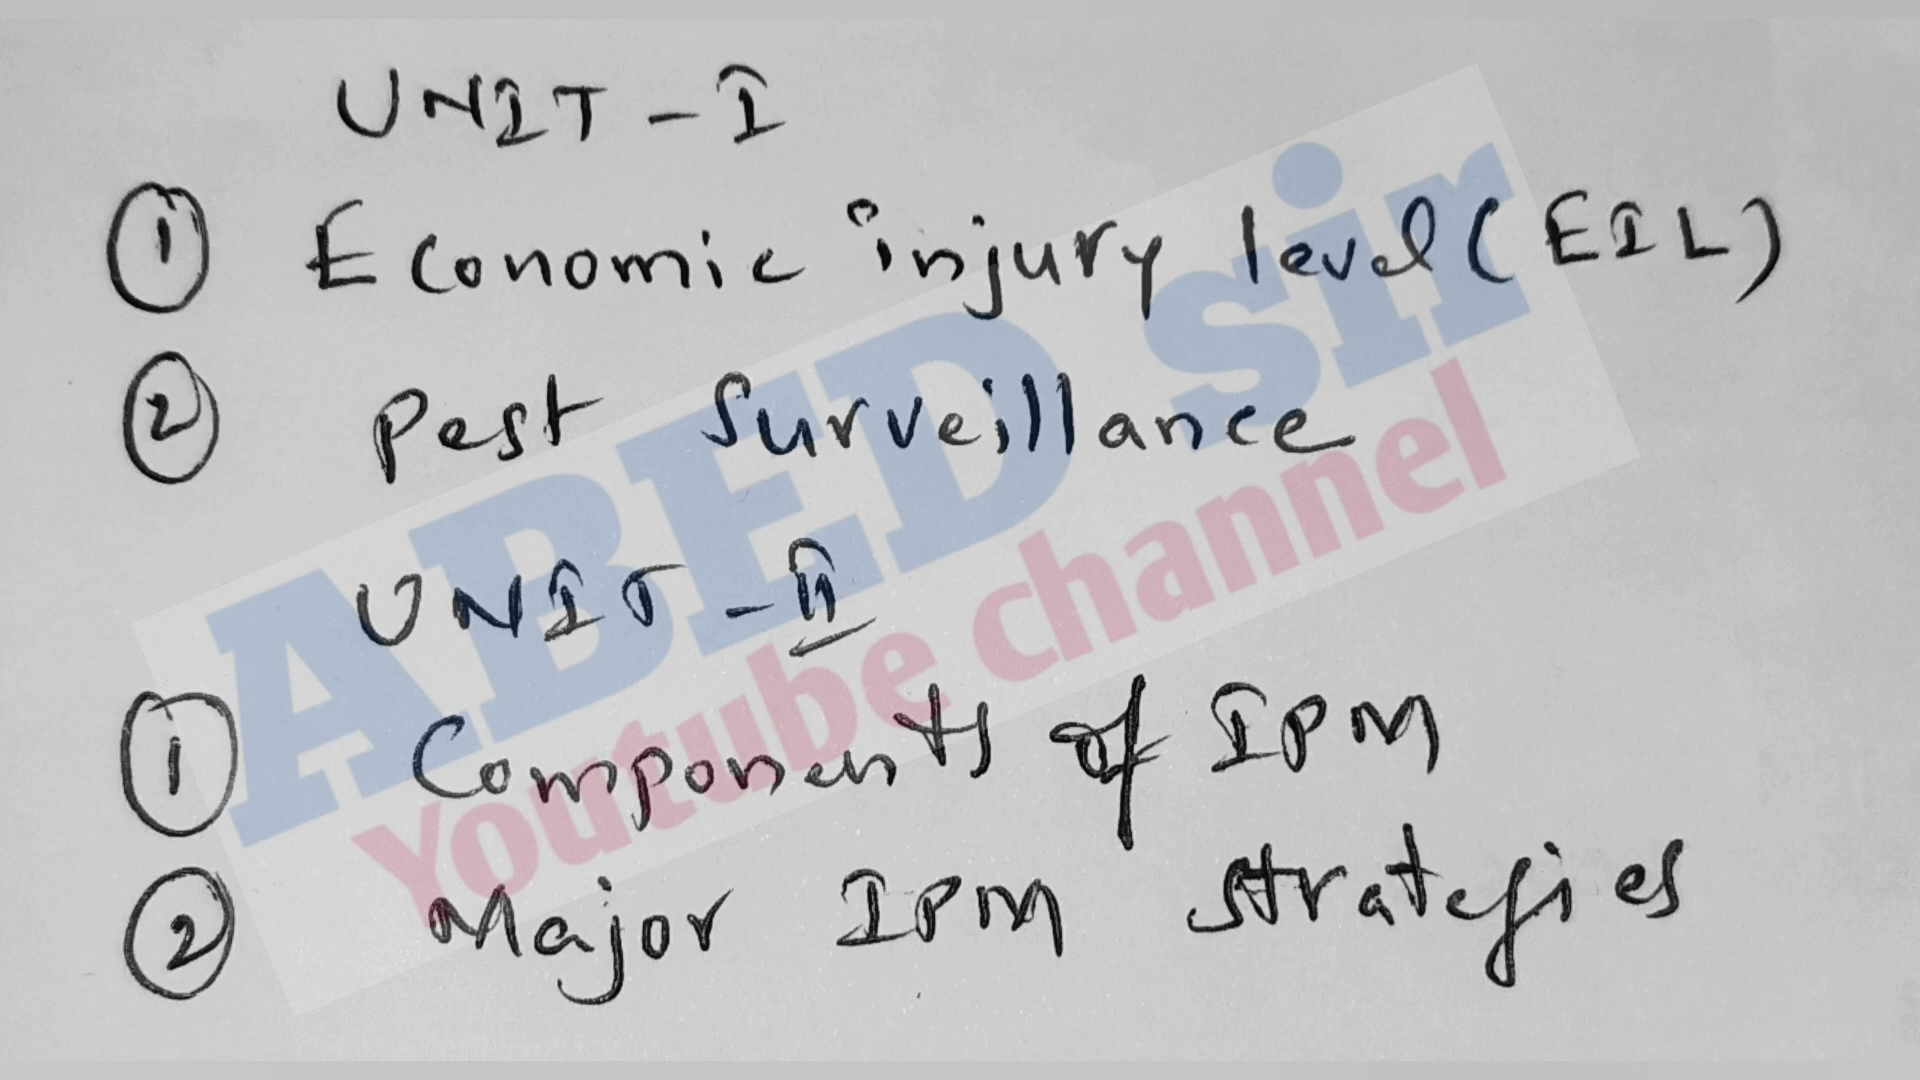 UNIT - I
① Economic injury level (EIL)
② Pest Surveillance
UNIT - II
① Components of IPM
② Major IPM strategies
ABED sir
Youtube channel